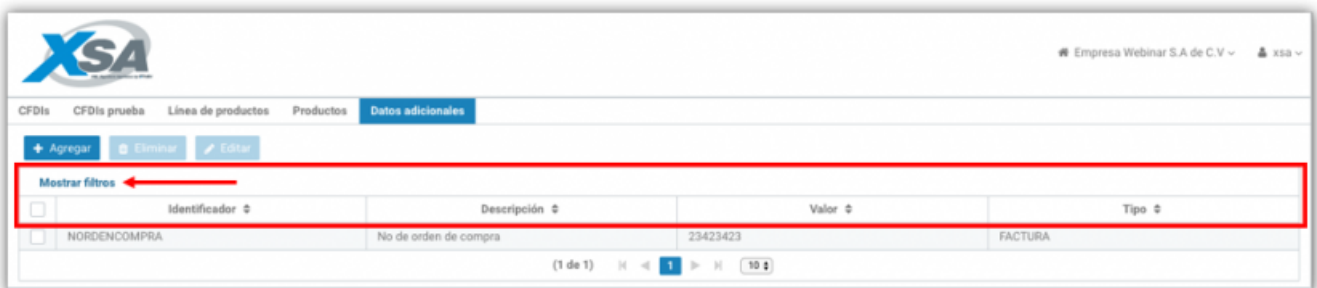 XSA
Empresa Webinar S.A de C.V xsa
CFDIs CFDIs prueba Línea de productos Productos Datos adicionales
+ Agregar Eliminar Editar
Mostrar filtros
Identificador Descripción Valor Tipo
NORDENCOMPRA No de orden de compra 23423423 FACTURA
(1 de 1) 1 10